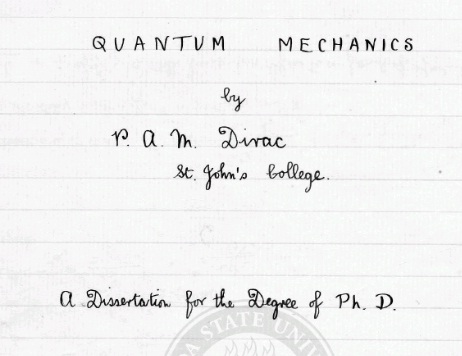 QUANTUM MECHANICS
by
P. A. M. Dirac
St. John's College.
A Dissertation for the Degree of Ph. D.
A STATE UNI